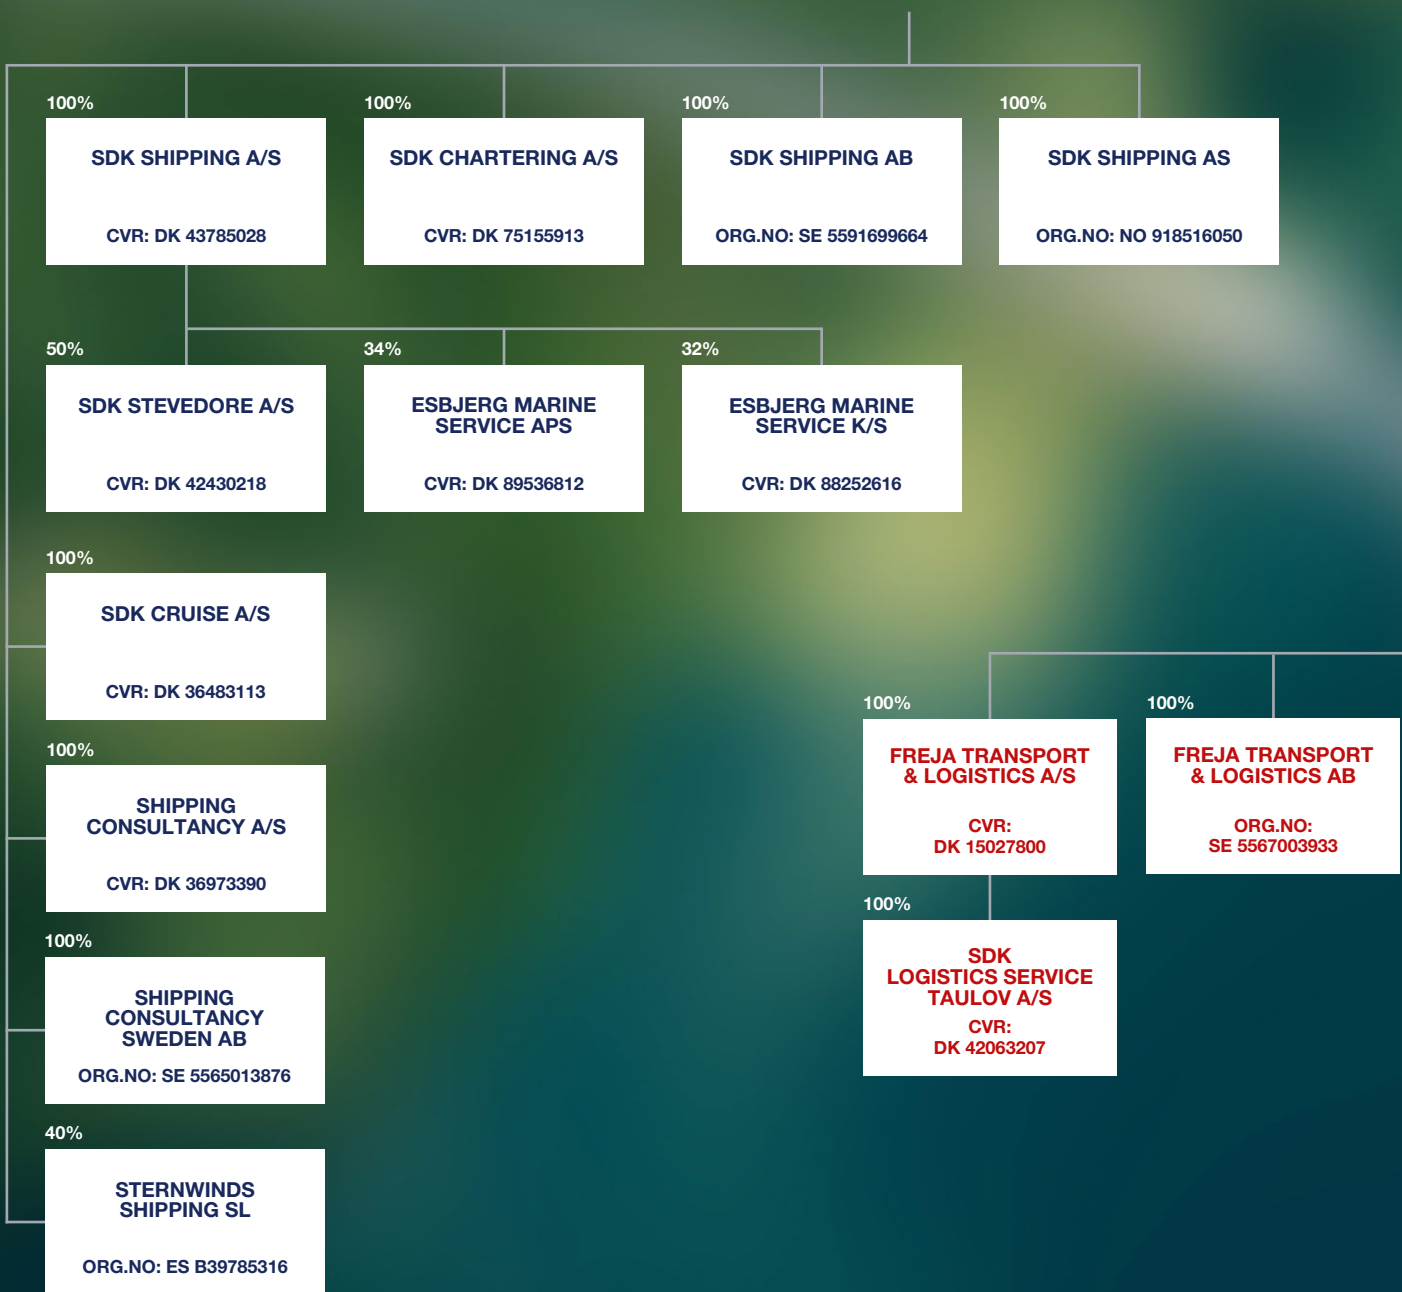 100%
SDK SHIPPING A/S
CVR: DK 43785028
100%
SDK CHARTERING A/S
CVR: DK 75155913
100%
SDK SHIPPING AB
ORG.NO: SE 5591699664
100%
SDK SHIPPING AS
ORG.NO: NO 918516050
50%
SDK STEVEDORE A/S
CVR: DK 42430218
34%
ESBJERG MARINE
SERVICE APS
CVR: DK 89536812
32%
ESBJERG MARINE
SERVICE K/S
CVR: DK 88252616
100%
SDK CRUISE A/S
CVR: DK 36483113
100%
SHIPPING
CONSULTANCY A/S
CVR: DK 36973390
100%
SHIPPING
CONSULTANCY
SWEDEN AB
ORG.NO: SE 5565013876
40%
STERNWINDS
SHIPPING SL
ORG.NO: ES B39785316
100%
FREJA TRANSPORT
& LOGISTICS A/S
CVR:
DK 15027800
100%
FREJA TRANSPORT
& LOGISTICS AB
ORG.NO:
SE 5567003933
100%
SDK
LOGISTICS SERVICE
TAULOV A/S
CVR:
DK 42063207